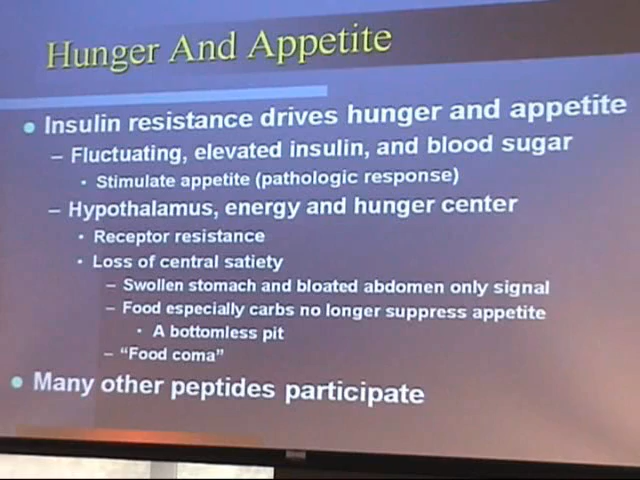 Hunger And Appetite
• Insulin resistance drives hunger and appetite
– Fluctuating, elevated insulin, and blood sugar
• Stimulate appetite (pathologic response)
– Hypothalamus, energy and hunger center
• Receptor resistance
• Loss of central satiety
– Swollen stomach and bloated abdomen only signal
– Food especially carbs no longer suppress appetite
• A bottomless pit
– “Food coma”
• Many other peptides participate